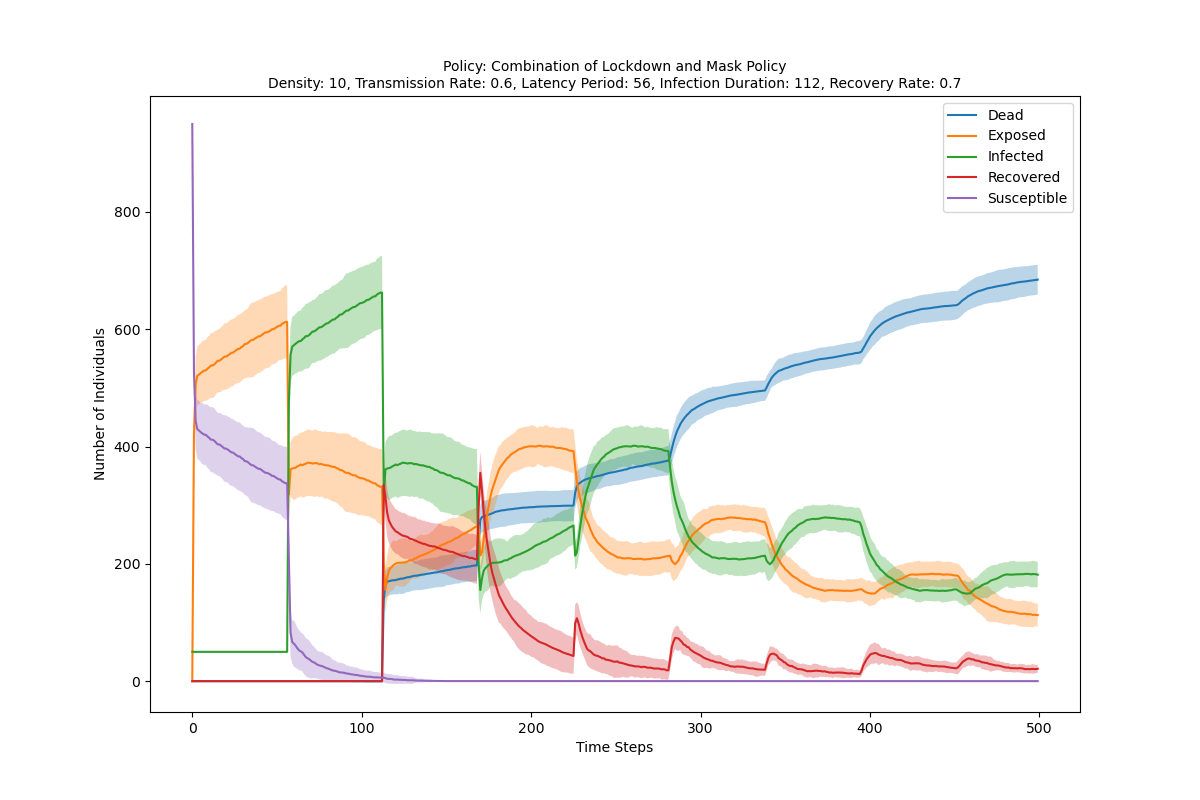 Policy: Combination of Lockdown and Mask Policy
Density: 10, Transmission Rate: 0.6, Latency Period: 56, Infection Duration: 112, Recovery Rate: 0.7
Dead
Exposed
Infected
Recovered
Susceptible
Number of Individuals
800
600
400
200
0
0 100 200 300 400 500
Time Steps